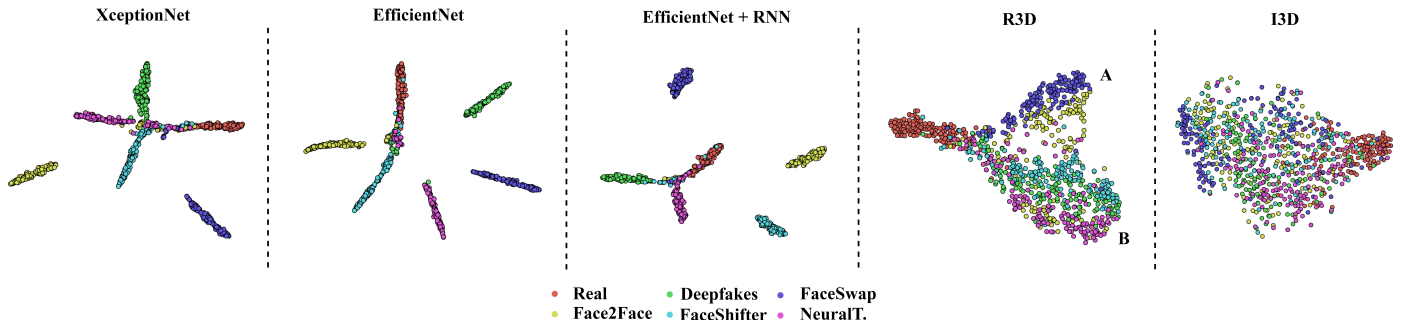 XceptionNet
EfficientNet
EfficientNet + RNN
R3D
I3D
A
B
Real
Deepfakes
FaceSwap
Face2Face
FaceShifter
NeuralT.